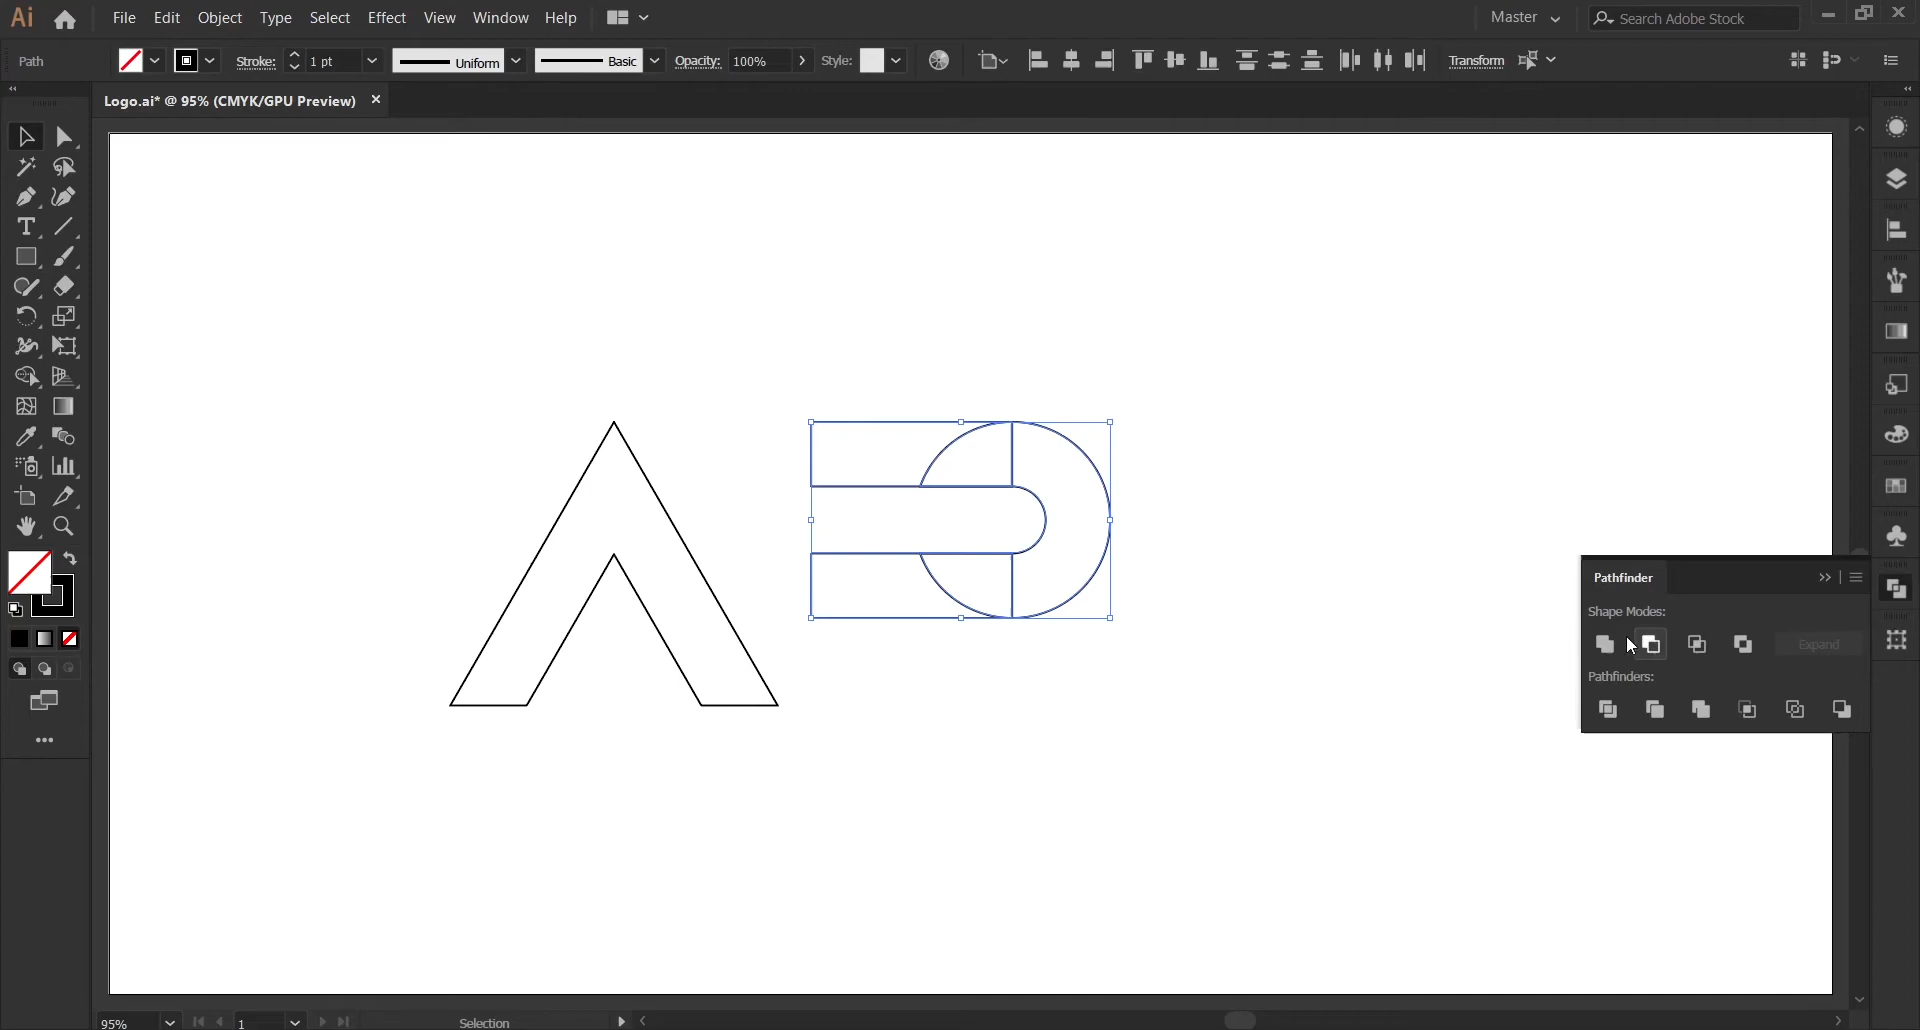 Ai File Edit Object Type Select Effect View Window Help Master Search Adobe Stock
Path Stroke: 1 pt Uniform Basic Opacity: 100% Style: Transform
Logo.ai* @ 95% (CMYK/GPU Preview)
Pathfinder
Shape Modes:
Expand
Pathfinders:
95% 1 Selection